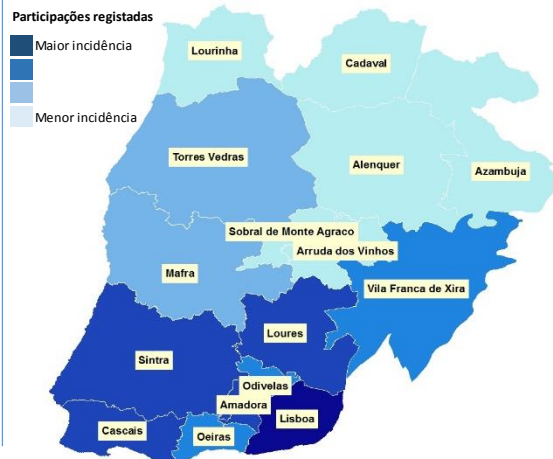 Participações registadas
Maior incidência
Menor incidência
Lourinha
Cadaval
Torres Vedras
Alenquer
Azambuja
Sobral de Monte Agraco
Arruda dos Vinhos
Mafra
Vila Franca de Xira
Loures
Sintra
Odivelas
Amadora
Lisboa
Cascais
Oeiras